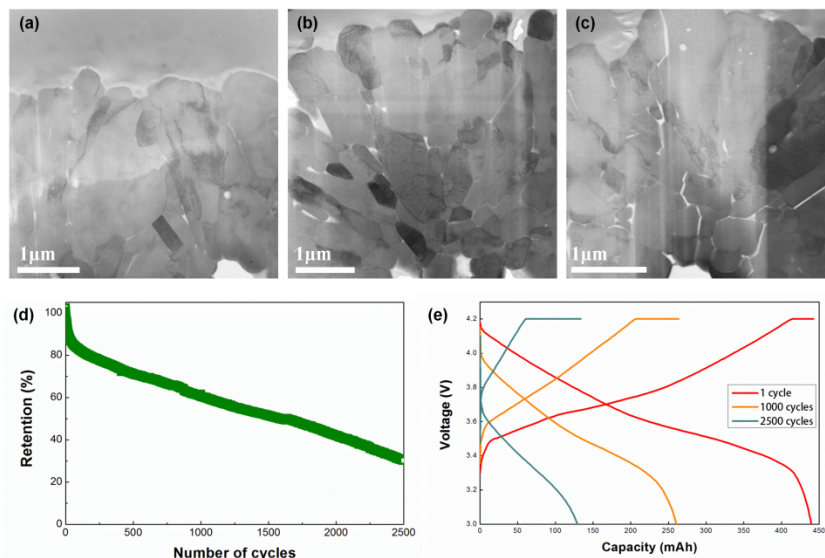 (a)
1μm
(b)
1μm
(c)
1μm
(d)
100
80
60
40
20
0
0
500
1000
1500
2000
2500
Retention (%)
Number of cycles
(e)
4.2
4.0
3.8
3.6
3.4
3.2
3.0
0
50
100
150
200
250
300
350
400
450
Voltage (V)
Capacity (mAh)
1 cycle
1000 cycles
2500 cycles